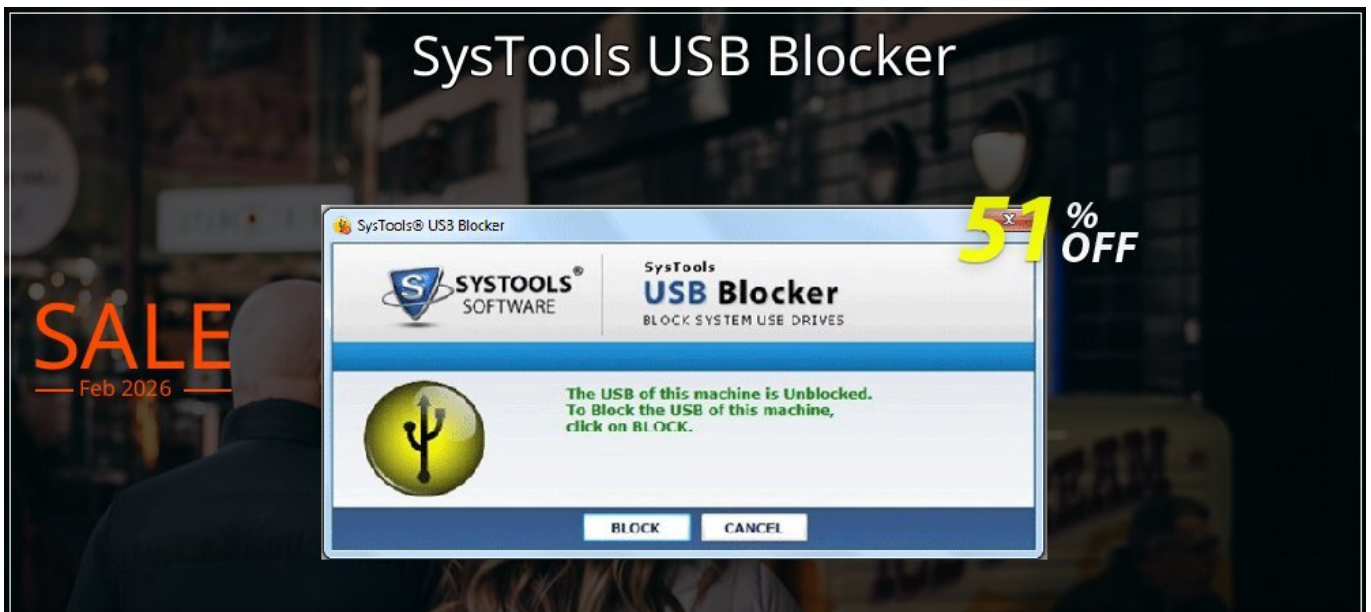 SysTools USB Blocker
SysTools® USB Blocker
x
51
%
OFF
SYSTOOLS®
SOFTWARE
SysTools
USB Blocker
BLOCK SYSTEM USE DRIVES
SALE
Feb 2026
The USB of this machine is Unblocked.
To Block the USB of this machine,
click on BLOCK.
S
BLOCK
CANCEL